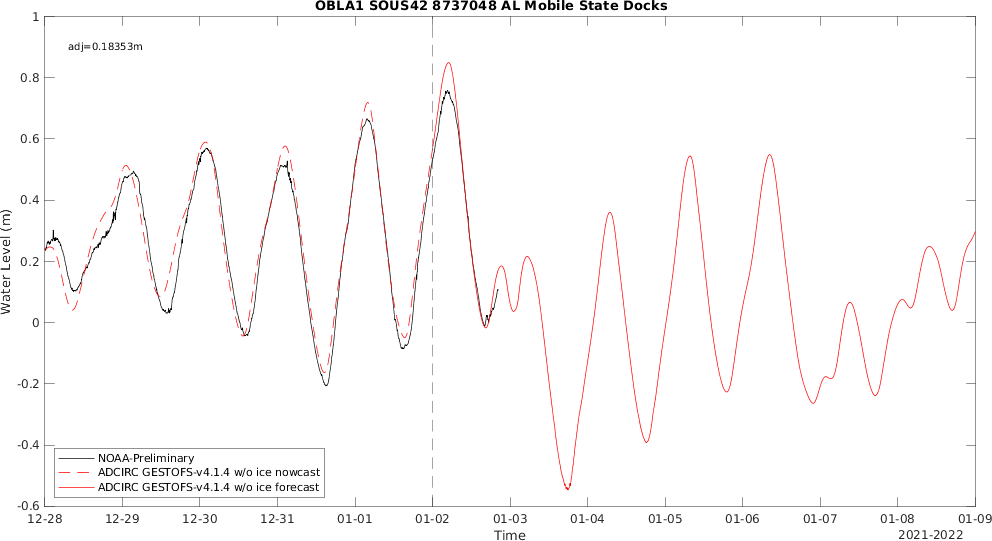 OBLA1 SOUS42 8737048 AL Mobile State Docks
adj=0.18353m
Water Level (m)
1
0.8
0.6
0.4
0.2
0
-0.2
-0.4
-0.6
NOAA-Preliminary
ADCIRC GESTOFS-v4.1.4 w/o ice nowcast
ADCIRC GESTOFS-v4.1.4 w/o ice forecast
12-28 12-29 12-30 12-31 01-01 01-02 01-03 01-04 01-05 01-06 01-07 01-08 01-09
Time
2021-2022